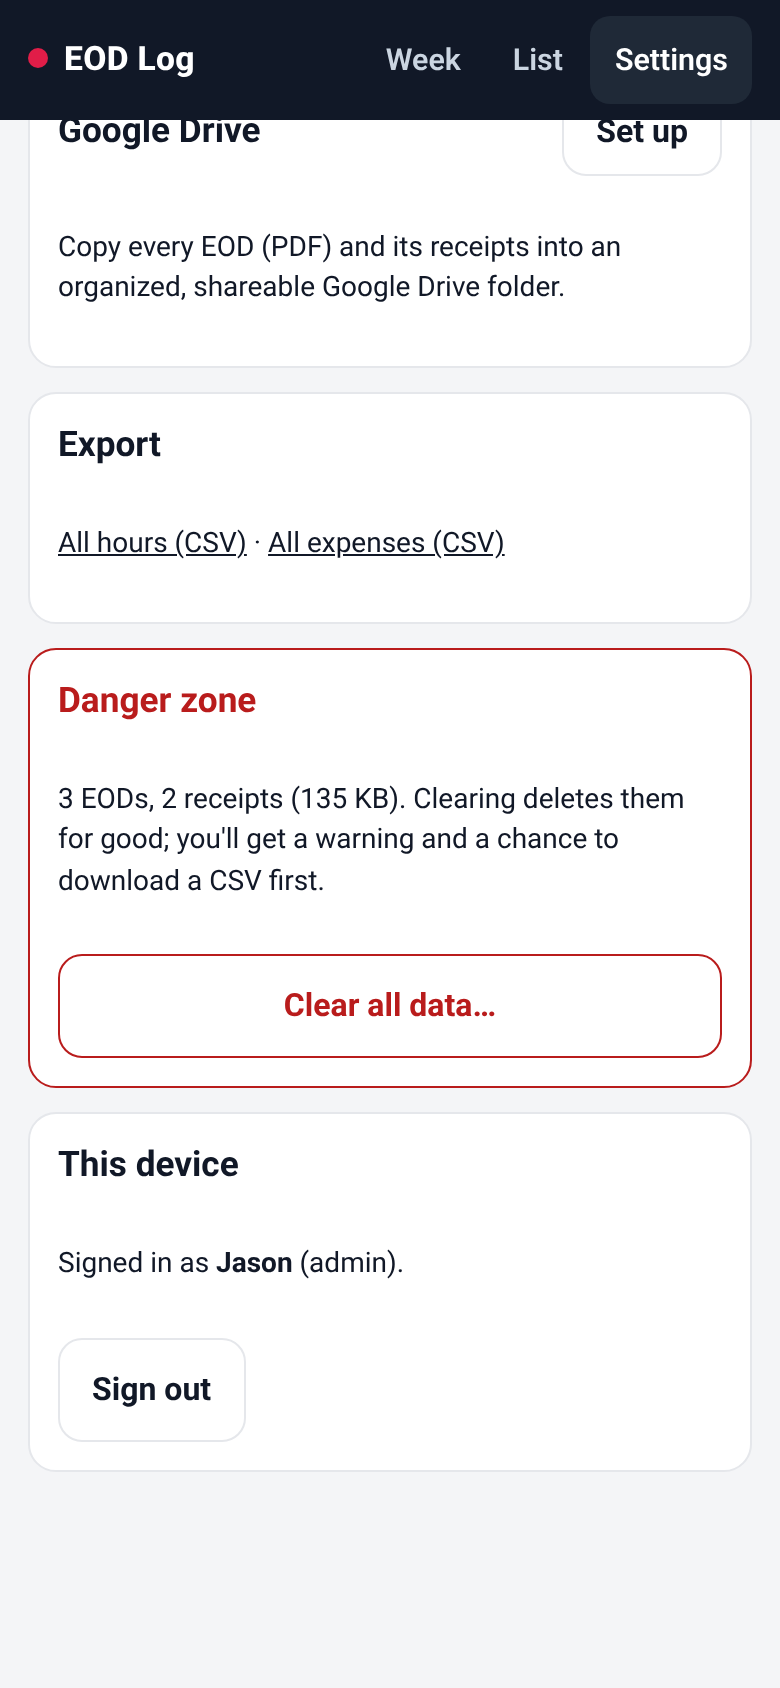 EOD Log
Week
List
Settings
Google Drive
Set up
Copy every EOD (PDF) and its receipts into an
organized, shareable Google Drive folder.
Export
All hours (CSV) · All expenses (CSV)
Danger zone
3 EODs, 2 receipts (135 KB). Clearing deletes them
for good; you'll get a warning and a chance to
download a CSV first.
Clear all data…
This device
Signed in as Jason (admin).
Sign out